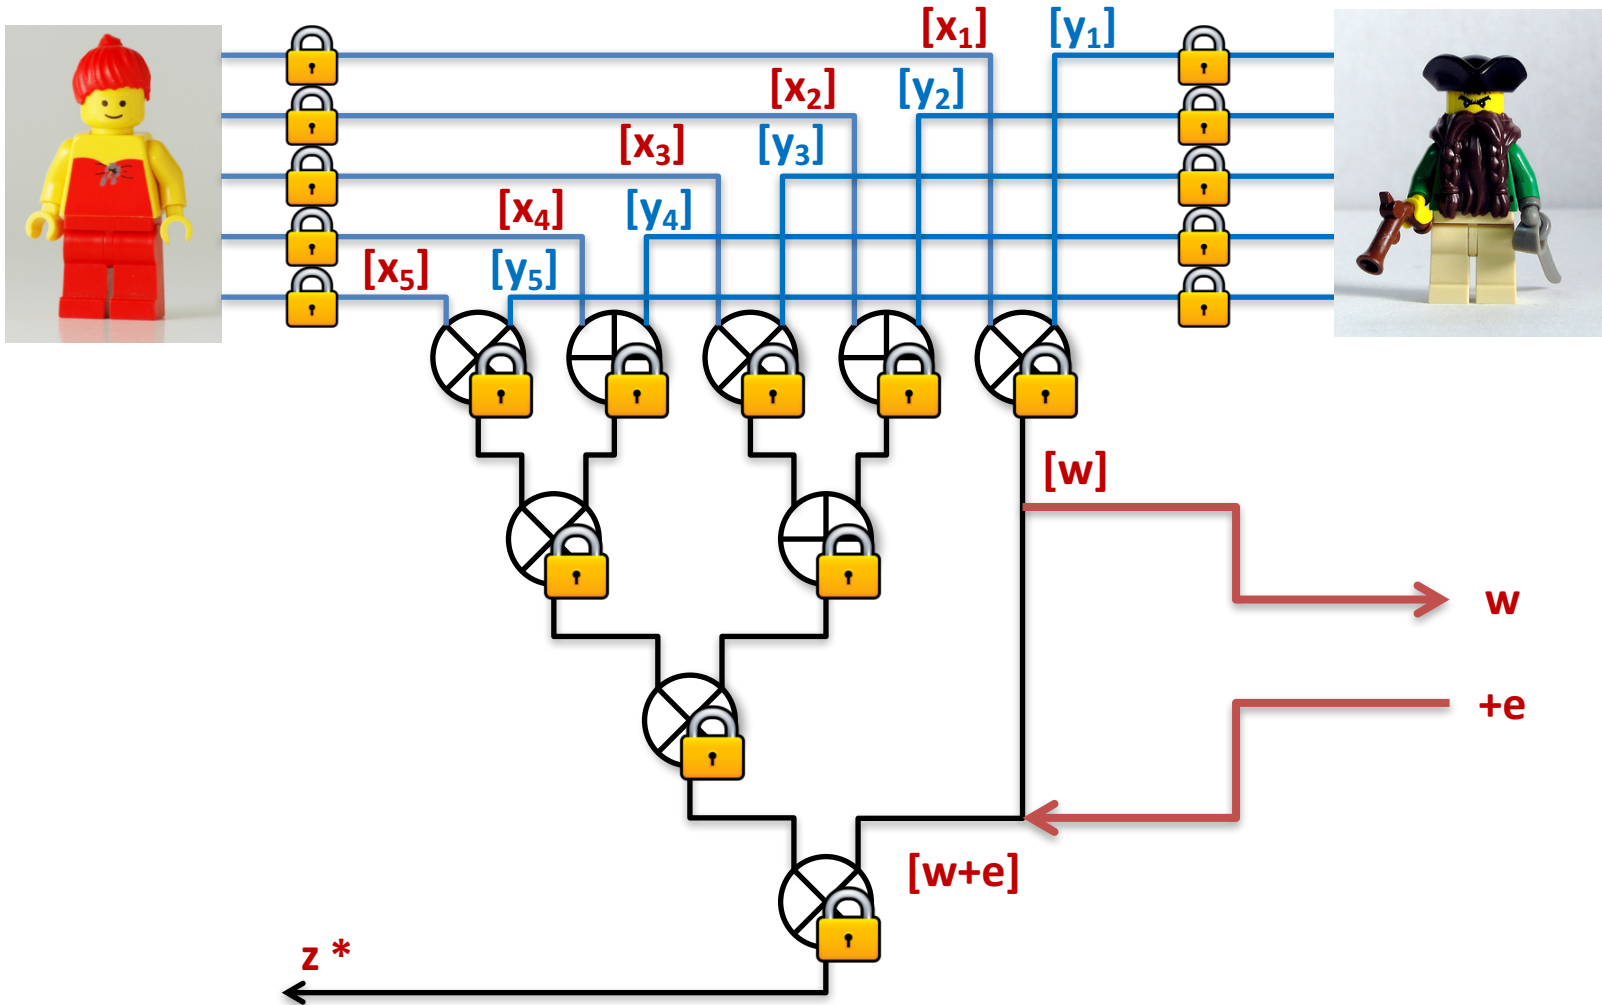 [x₁] [y₁]
[x₂] [y₂]
[x₃] [y₃]
[x₄] [y₄]
[x₅] [y₅]
[w]
w
+e
[w+e]
z *